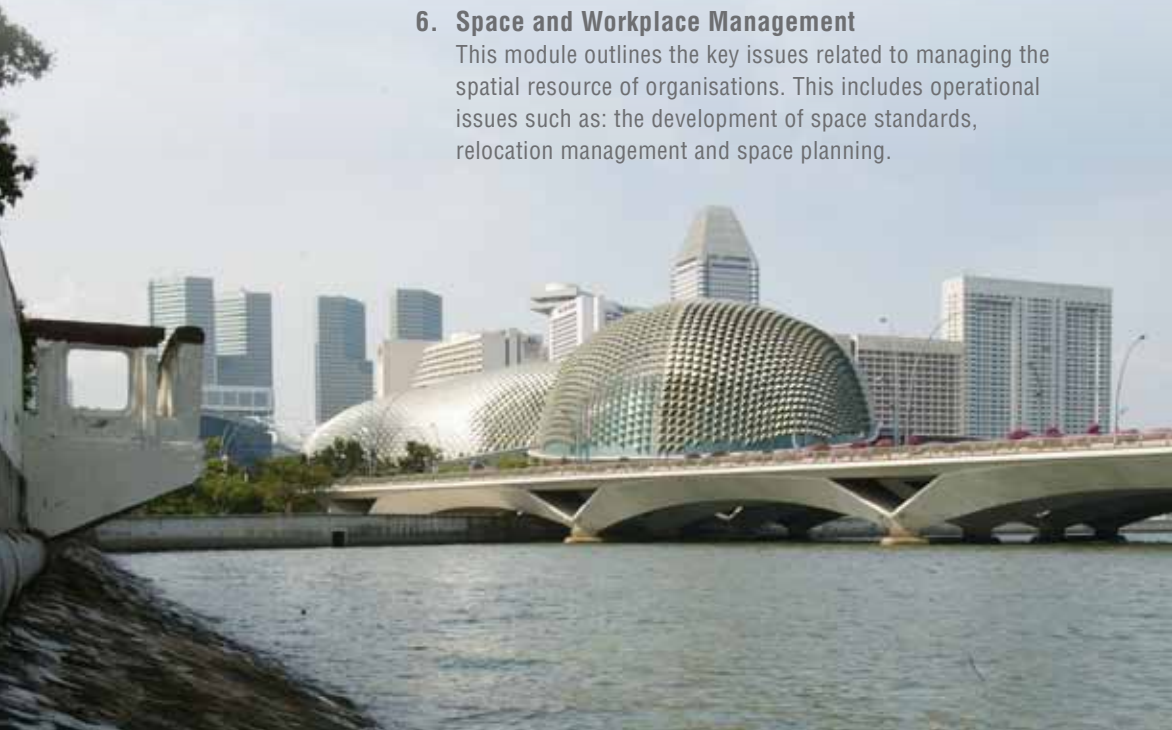 6. Space and Workplace Management
This module outlines the key issues related to managing the
spatial resource of organisations. This includes operational
issues such as: the development of space standards,
relocation management and space planning.